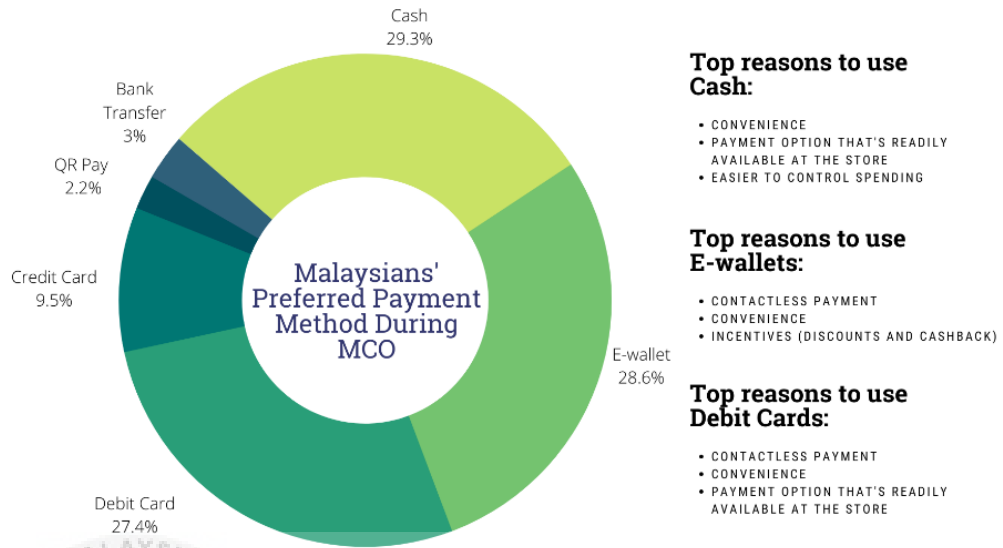 Cash
29.3%
Bank
Transfer
3%
QR Pay
2.2%
Credit Card
9.5%
Debit Card
27.4%
E-wallet
28.6%
Malaysians'
Preferred Payment
Method During
MCO
Top reasons to use
Cash:
• CONVENIENCE
• PAYMENT OPTION THAT'S READILY
AVAILABLE AT THE STORE
• EASIER TO CONTROL SPENDING
Top reasons to use
E-wallets:
• CONTACTLESS PAYMENT
• CONVENIENCE
• INCENTIVES (DISCOUNTS AND CASHBACK)
Top reasons to use
Debit Cards:
• CONTACTLESS PAYMENT
• CONVENIENCE
• PAYMENT OPTION THAT'S READILY
AVAILABLE AT THE STORE